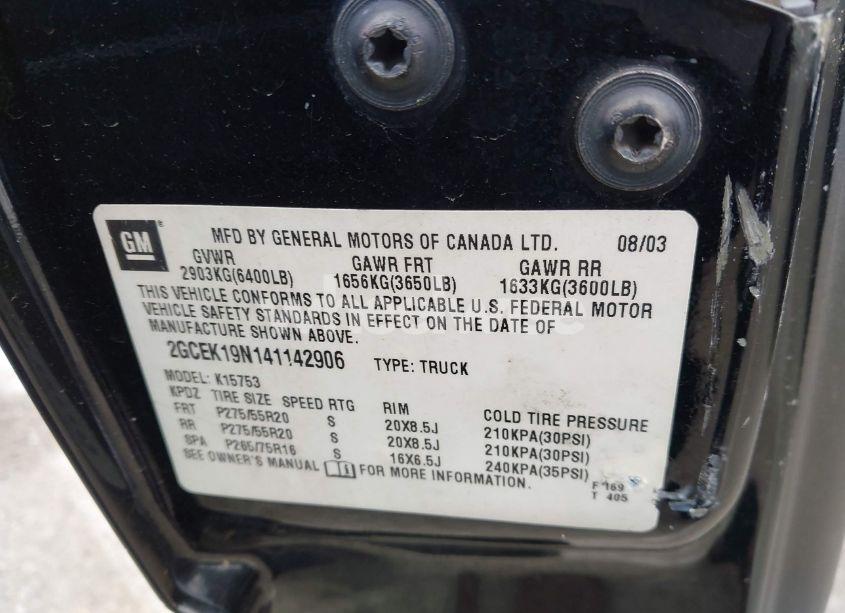 GM
MFD BY GENERAL MOTORS OF CANADA LTD. 08/03
GVWR GAWR FRT GAWR RR
2903KG(6400LB) 1656KG(3650LB) 1633KG(3600LB)
THIS VEHICLE CONFORMS TO ALL APPLICABLE U.S. FEDERAL MOTOR
VEHICLE SAFETY STANDARDS IN EFFECT ON THE DATE OF
MANUFACTURE SHOWN ABOVE.
2GCEK19N141142906 TYPE: TRUCK
MODEL: K15753
KPDZ TIRE SIZE SPEED RTG RIM COLD TIRE PRESSURE
FRT P275/55R20 S 20X8.5J 210KPA(30PSI)
RR P275/55R20 S 20X8.5J 210KPA(30PSI)
SPA P265/75R16 S 16X6.5J 240KPA(35PSI)
SEE OWNER'S MANUAL FOR MORE INFORMATION.
F 169
T 405